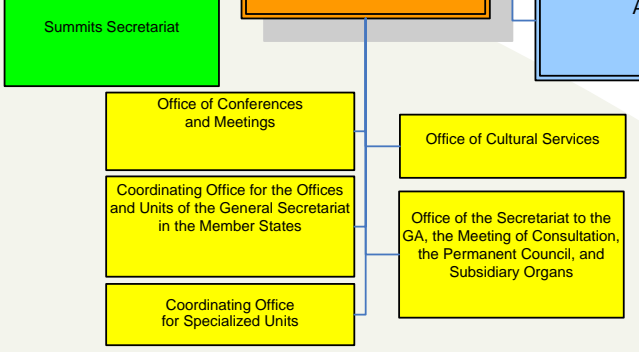 Summits Secretariat
A
Office of Conferences
and Meetings
Office of Cultural Services
Coordinating Office for the Offices
and Units of the General Secretariat
in the Member States
Office of the Secretariat to the
GA, the Meeting of Consultation,
the Permanent Council, and
Subsidiary Organs
Coordinating Office
for Specialized Units